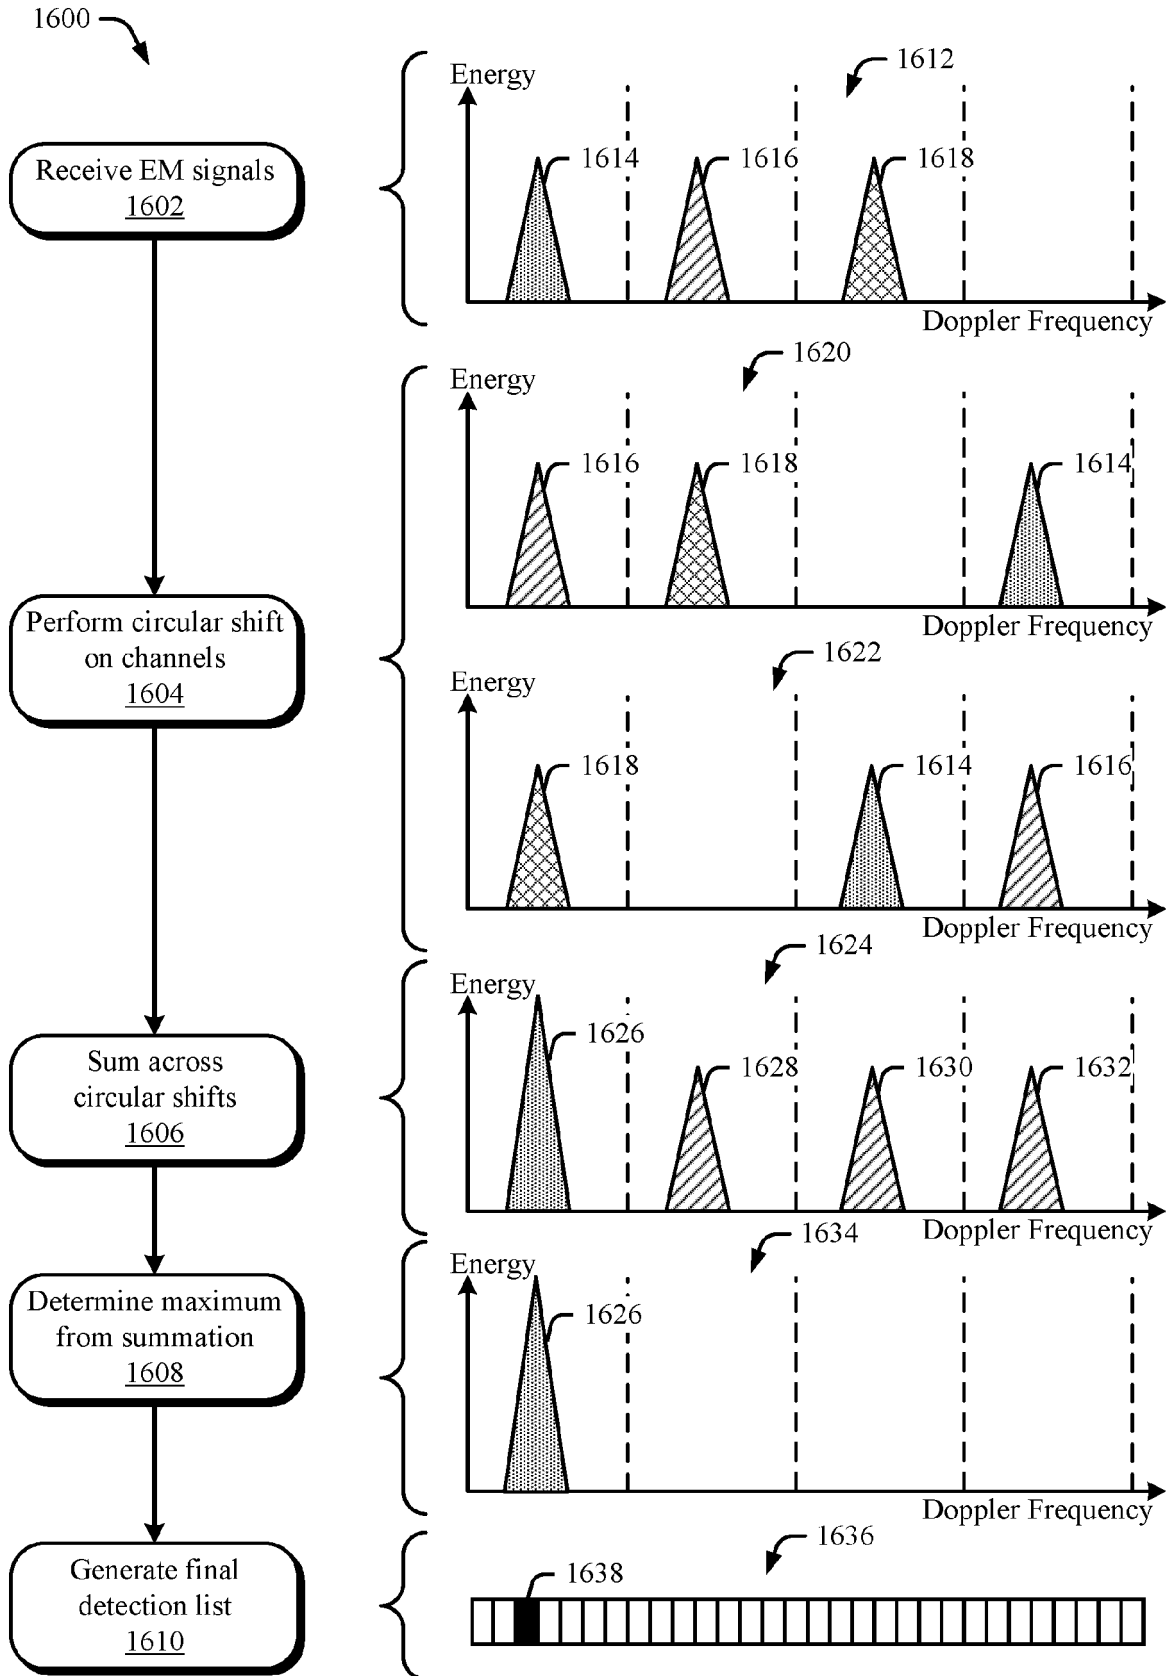 1600
Receive EM signals
1602
Energy
1612
1614
1616
1618
Doppler Frequency
1620
Energy
1616
1618
1614
Doppler Frequency
Perform circular shift
on channels
1604
1622
Energy
1618
1614
1616
Doppler Frequency
1624
Energy
1626
1628
1630
1632
Doppler Frequency
Sum across
circular shifts
1606
1634
Energy
1626
Doppler Frequency
Determine maximum
from summation
1608
1636
1638
Generate final
detection list
1610